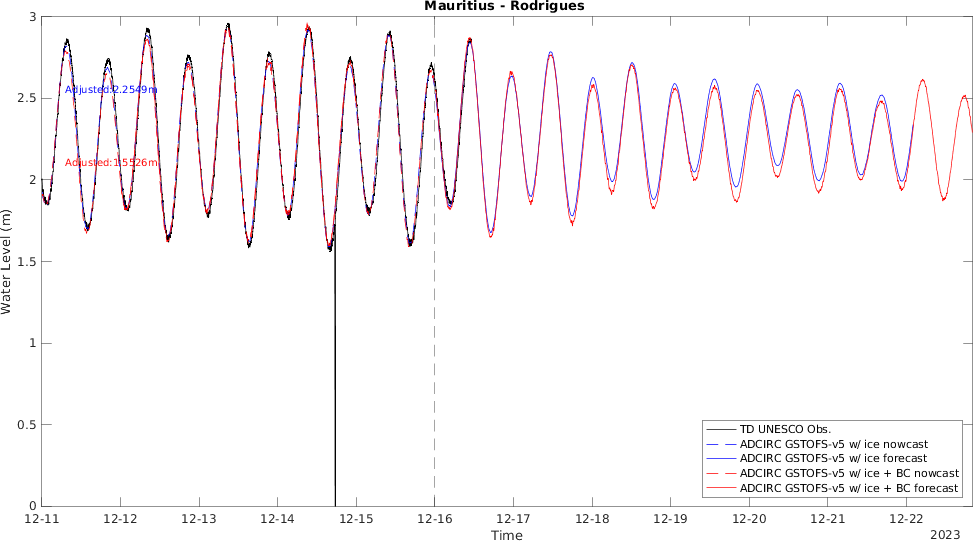 Mauritius - Rodrigues
3
2.5
2
1.5
1
0.5
0
Water Level (m)
Adjusted:2.2549m
Adjusted:1.5526m
TD UNESCO Obs.
ADCIRC GSTOFS-v5 w/ ice nowcast
ADCIRC GSTOFS-v5 w/ ice forecast
ADCIRC GSTOFS-v5 w/ ice + BC nowcast
ADCIRC GSTOFS-v5 w/ ice + BC forecast
12-11 12-12 12-13 12-14 12-15 12-16 12-17 12-18 12-19 12-20 12-21 12-22
Time
2023